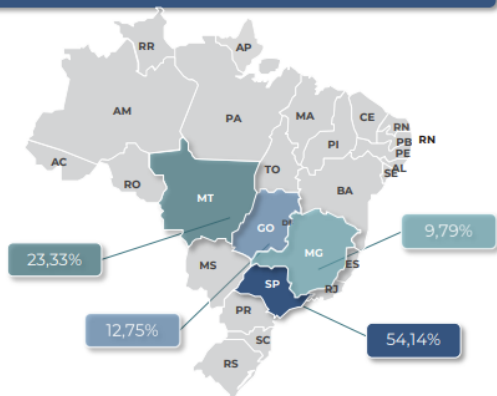 RR
AP
AM
PA
MA
CE
RN
RN
PB
PE
AL
SE
PI
AC
TO
RO
BA
MT
GO
DF
MG
9,79%
23,33%
MS
ES
SP
RJ
12,75%
PR
54,14%
SC
RS